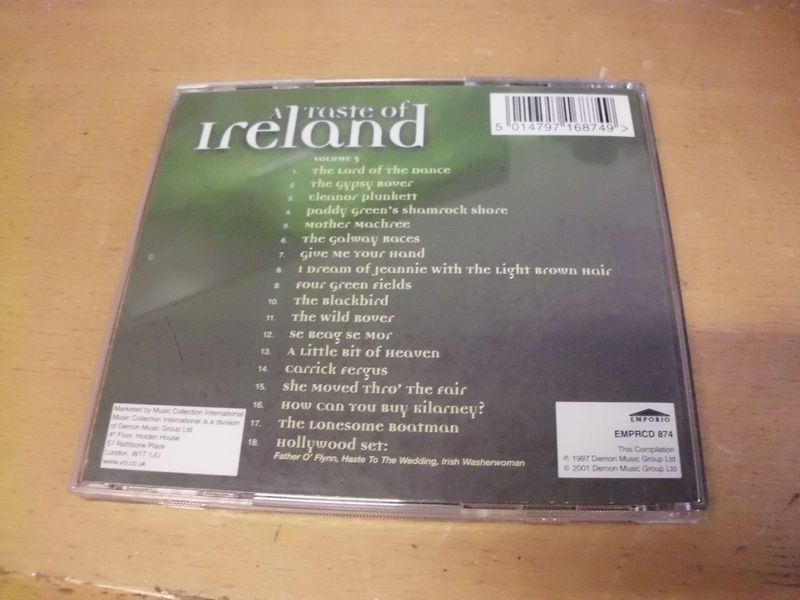 A Taste of
Ireland
VOLUME 3
1. The Lord of The Dance
2. The Gypsy Rover
3. Eleanor Plunkett
4. Paddy Green's Shamrock Shore
5. Mother Machree
6. The Galway Races
7. Give Me Your Hand
8. I Dream of Jeannie With The Light Brown Hair
9. Four Green Fields
10. The Blackbird
11. The Wild Rover
12. Se Beag Se Mor
13. A Little Bit of Heaven
14. Carrick Fergus
15. She Moved Thro' The Fair
16. How Can You Buy Kilarney?
17. The Lonesome Boatman
18. Hollywood Set:
Father O' Flynn, Haste To The Wedding, Irish Washerwoman
5 014797 168749 >
Marketed by Music Collection International
Music Collection International is a division
of Demon Music Group Ltd
4th Floor, Holden House
57 Rathbone Place
London, W1T 1JU
www.vci.co.uk
EMPORIO
EMPRCD 874
This Compilation
℗ 1997 Demon Music Group Ltd
© 2001 Demon Music Group Ltd